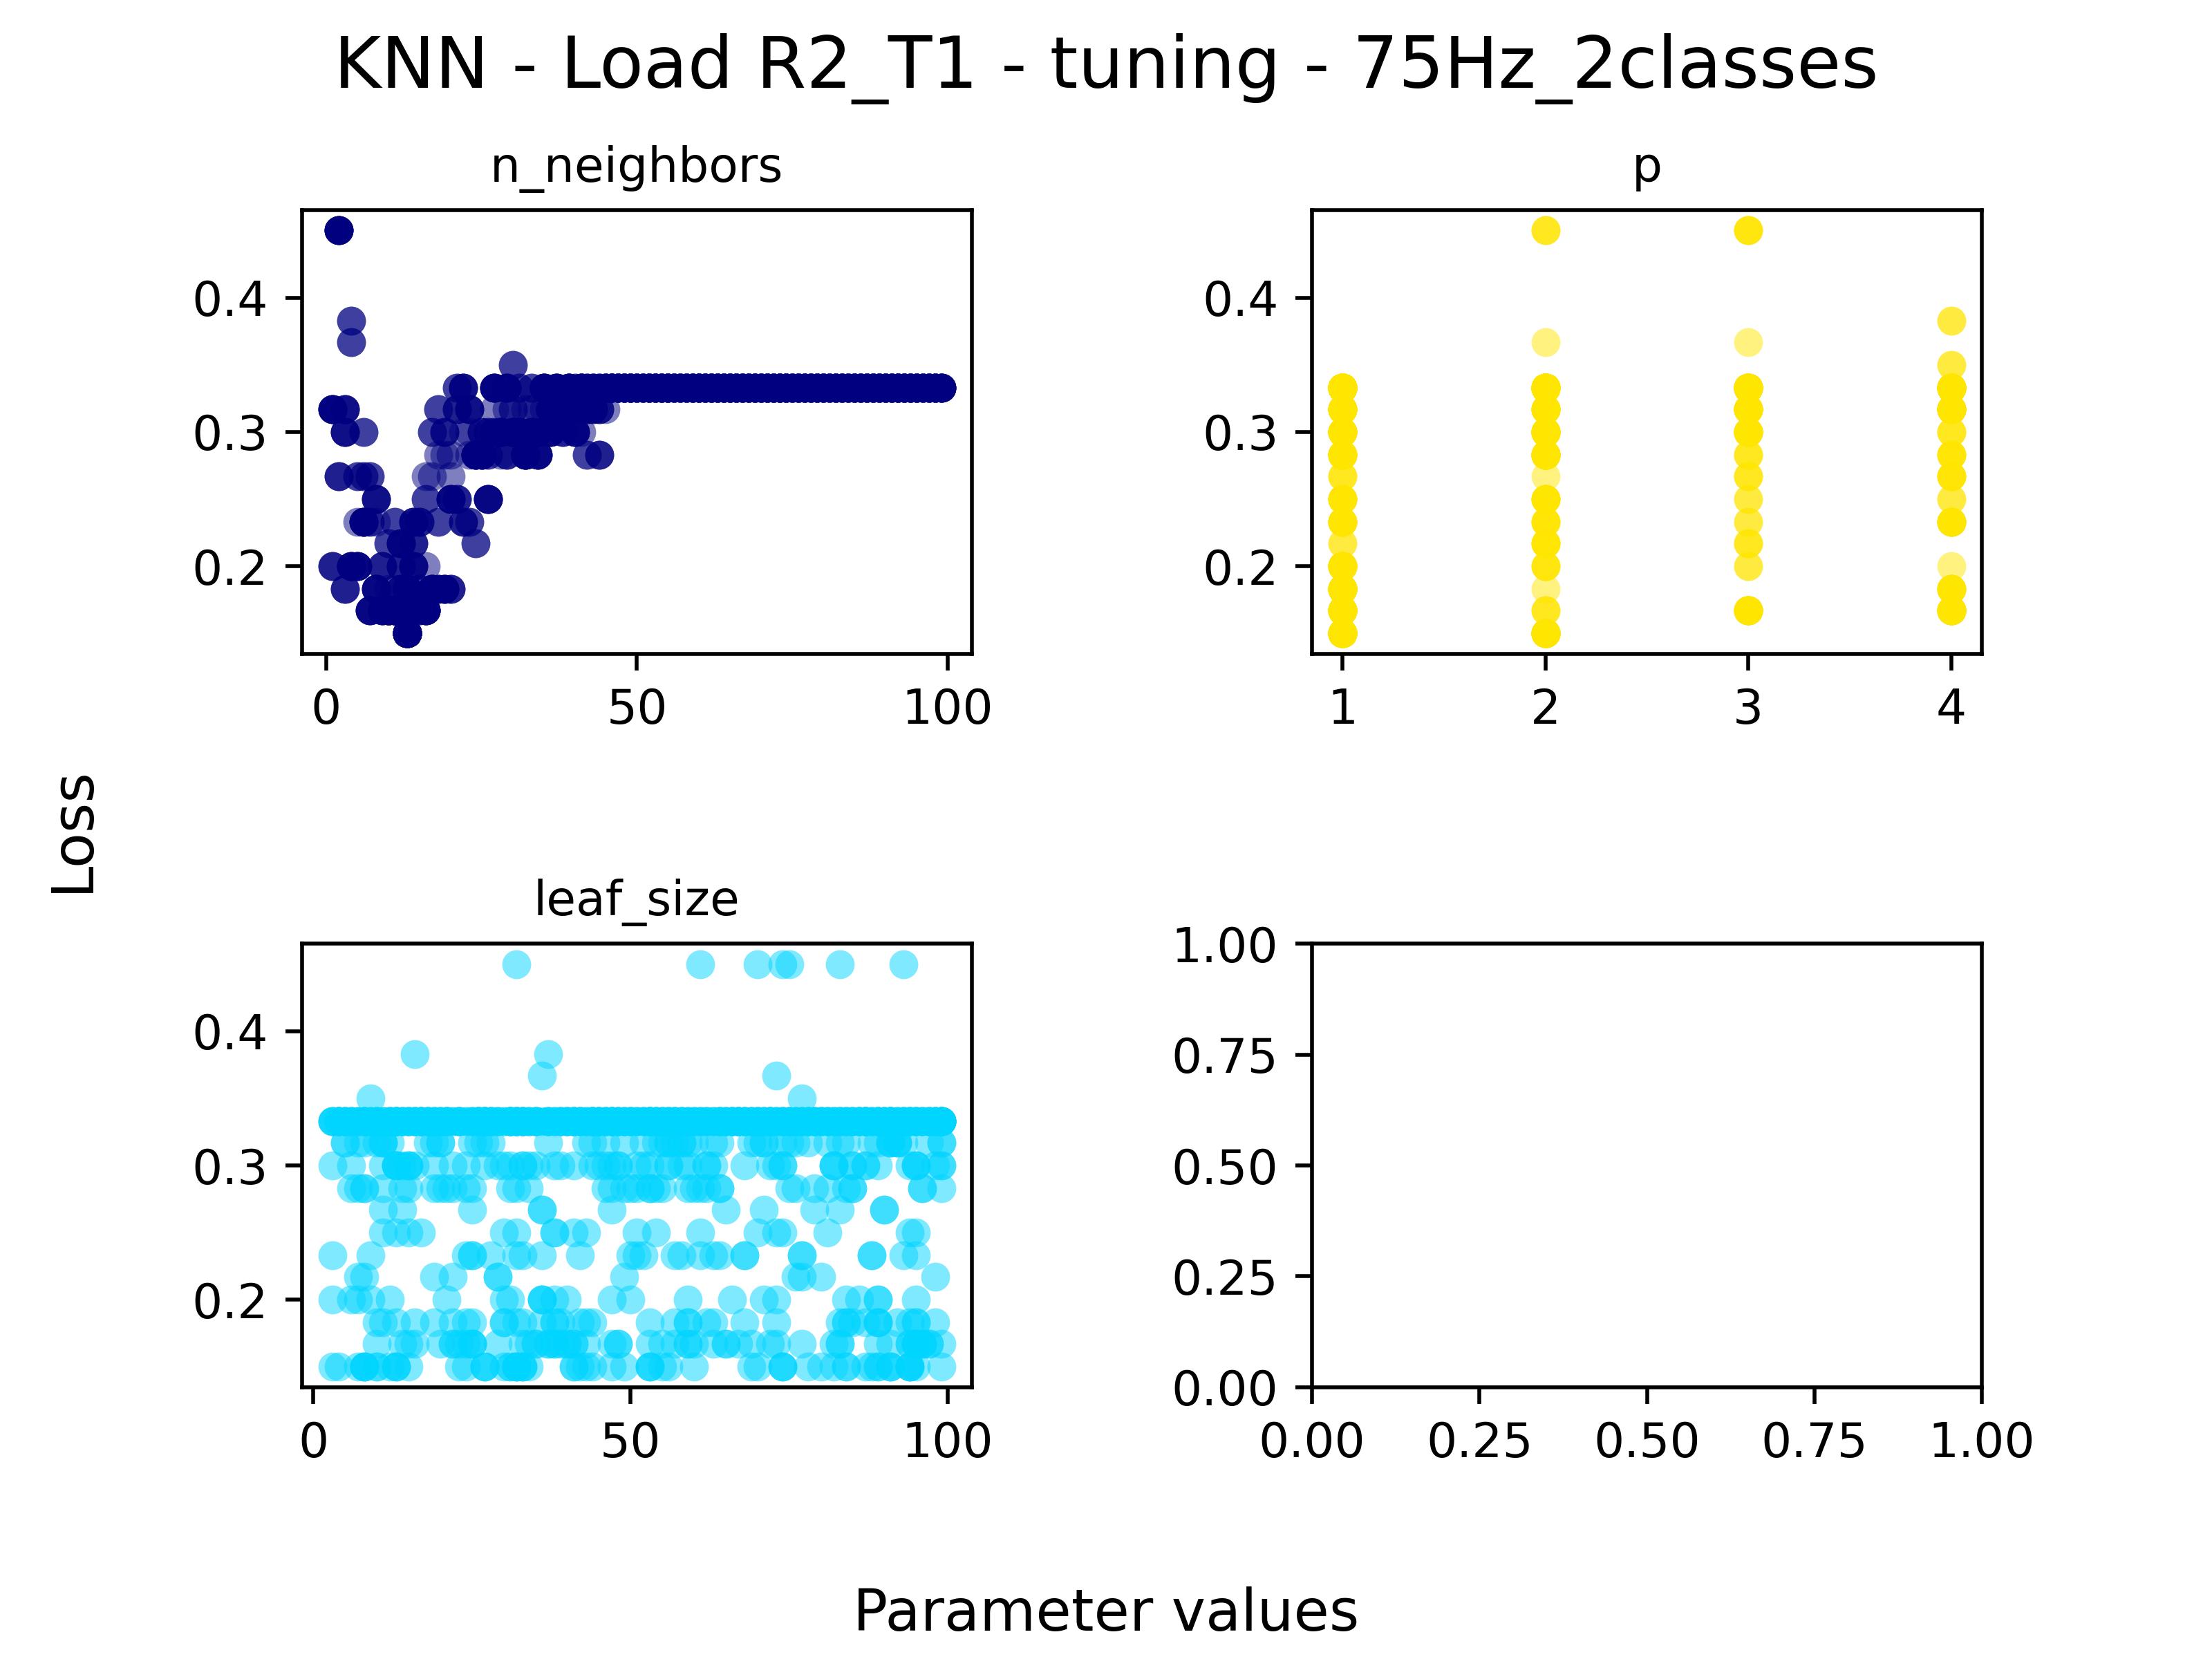 KNN - Load R2_T1 - tuning - 75Hz_2classes
n_neighbors
0.4
0.3
0.2
0 50 100
p
0.4
0.3
0.2
1 2 3 4
Loss
leaf_size
0.4
0.3
0.2
0 50 100
1.00
0.75
0.50
0.25
0.00
0.00 0.25 0.50 0.75 1.00
Parameter values